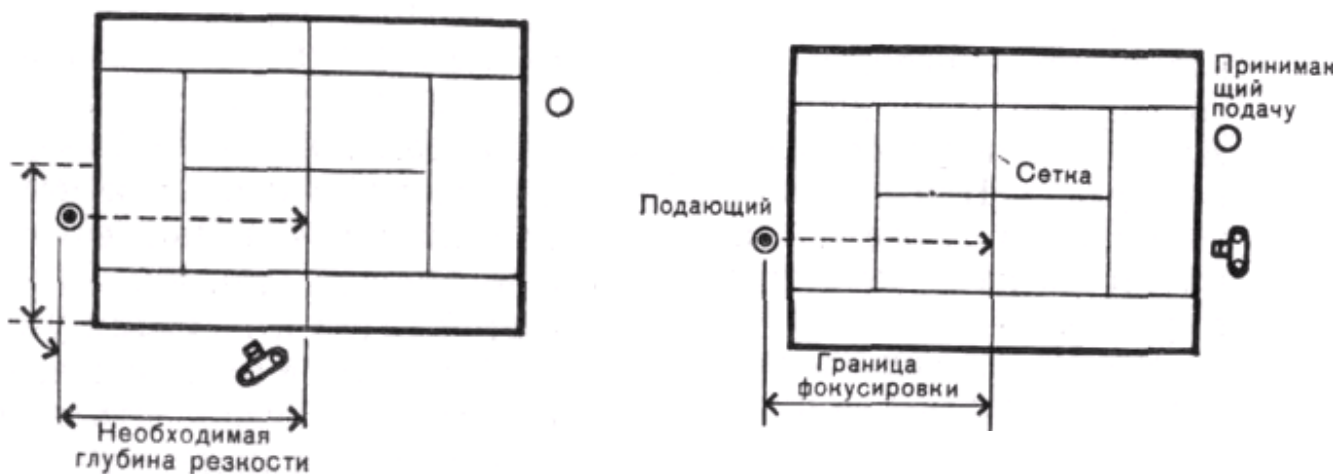 Необходимая
глубина резкости
Принимаю
щий
подачу
Сетка
Подающий
Граница
фокусировки